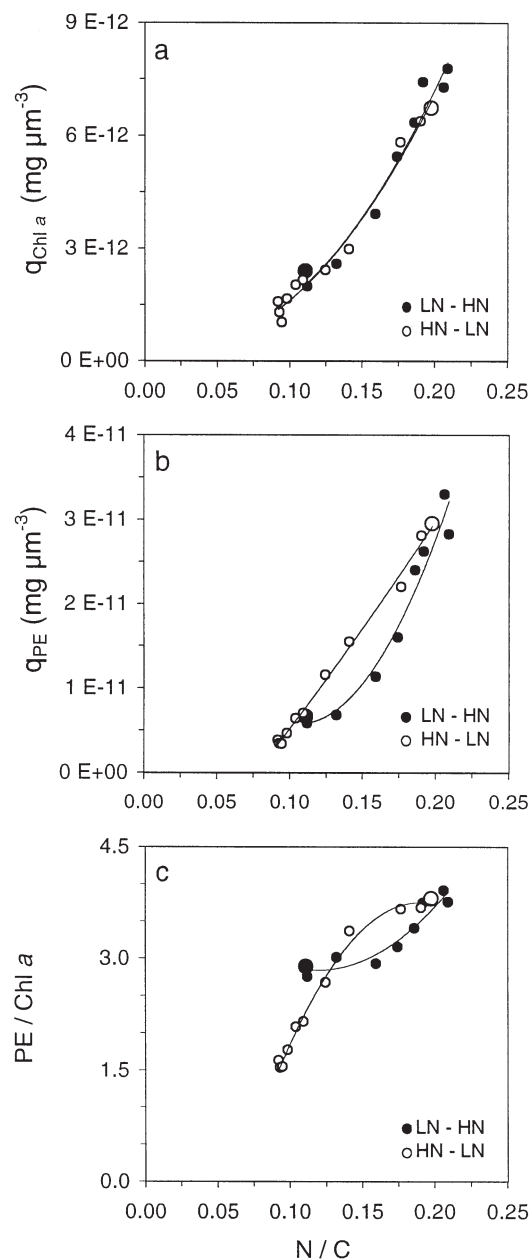 a
9 E-12
6 E-12
3 E-12
0 E+00
qChl a (mg µm-3)
LN - HN
HN - LN
0.00 0.05 0.10 0.15 0.20 0.25
b
4 E-11
3 E-11
2 E-11
1 E-11
0 E+00
qPE (mg µm-3)
LN - HN
HN - LN
0.00 0.05 0.10 0.15 0.20 0.25
c
4.5
3.0
1.5
0.0
PE / Chl a
LN - HN
HN - LN
0.00 0.05 0.10 0.15 0.20 0.25
N / C